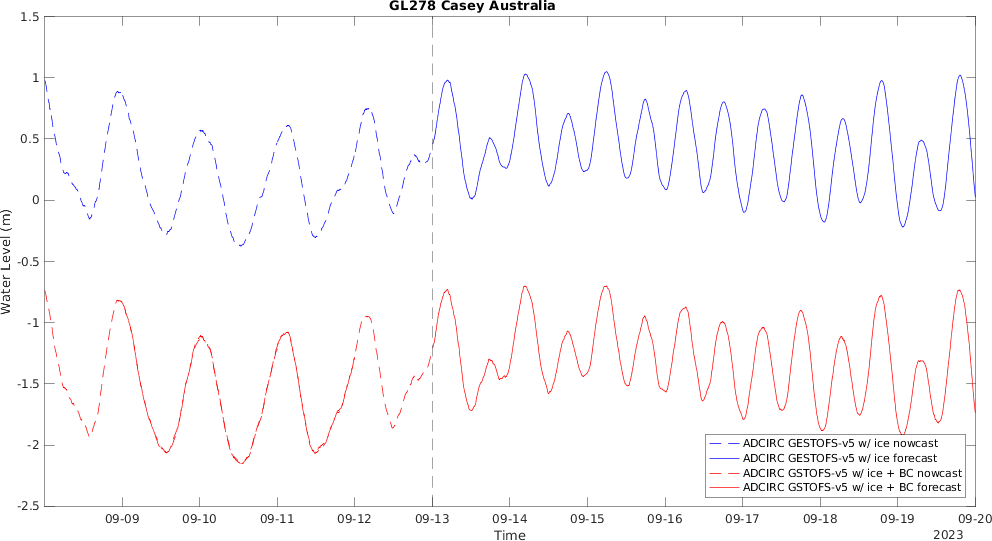 GL278 Casey Australia
1.5
1
0.5
0
-0.5
-1
-1.5
-2
-2.5
Water Level (m)
ADCIRC GESTOFS-v5 w/ ice nowcast
ADCIRC GESTOFS-v5 w/ ice forecast
ADCIRC GSTOFS-v5 w/ ice + BC nowcast
ADCIRC GSTOFS-v5 w/ ice + BC forecast
09-09 09-10 09-11 09-12 09-13 09-14 09-15 09-16 09-17 09-18 09-19 09-20
Time
2023